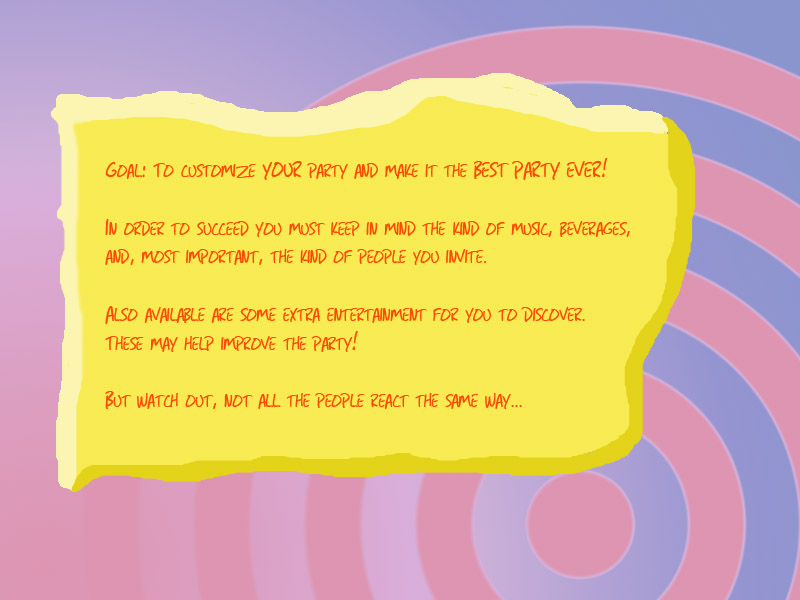 Goal: to customize YOUR party and make it the BEST PARTY EVER!
In order to succeed you must keep in mind the kind of music, beverages,
and, most important, the kind of people you invite.
Also available are some extra entertainment for you to discover.
These may help improve the party!
But watch out, not all the people react the same way...